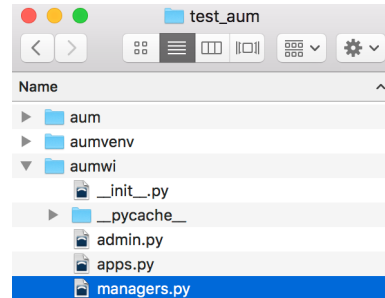 test_aum
Name
aum
aumvenv
aumwi
__init__.py
__pycache__
admin.py
apps.py
managers.py